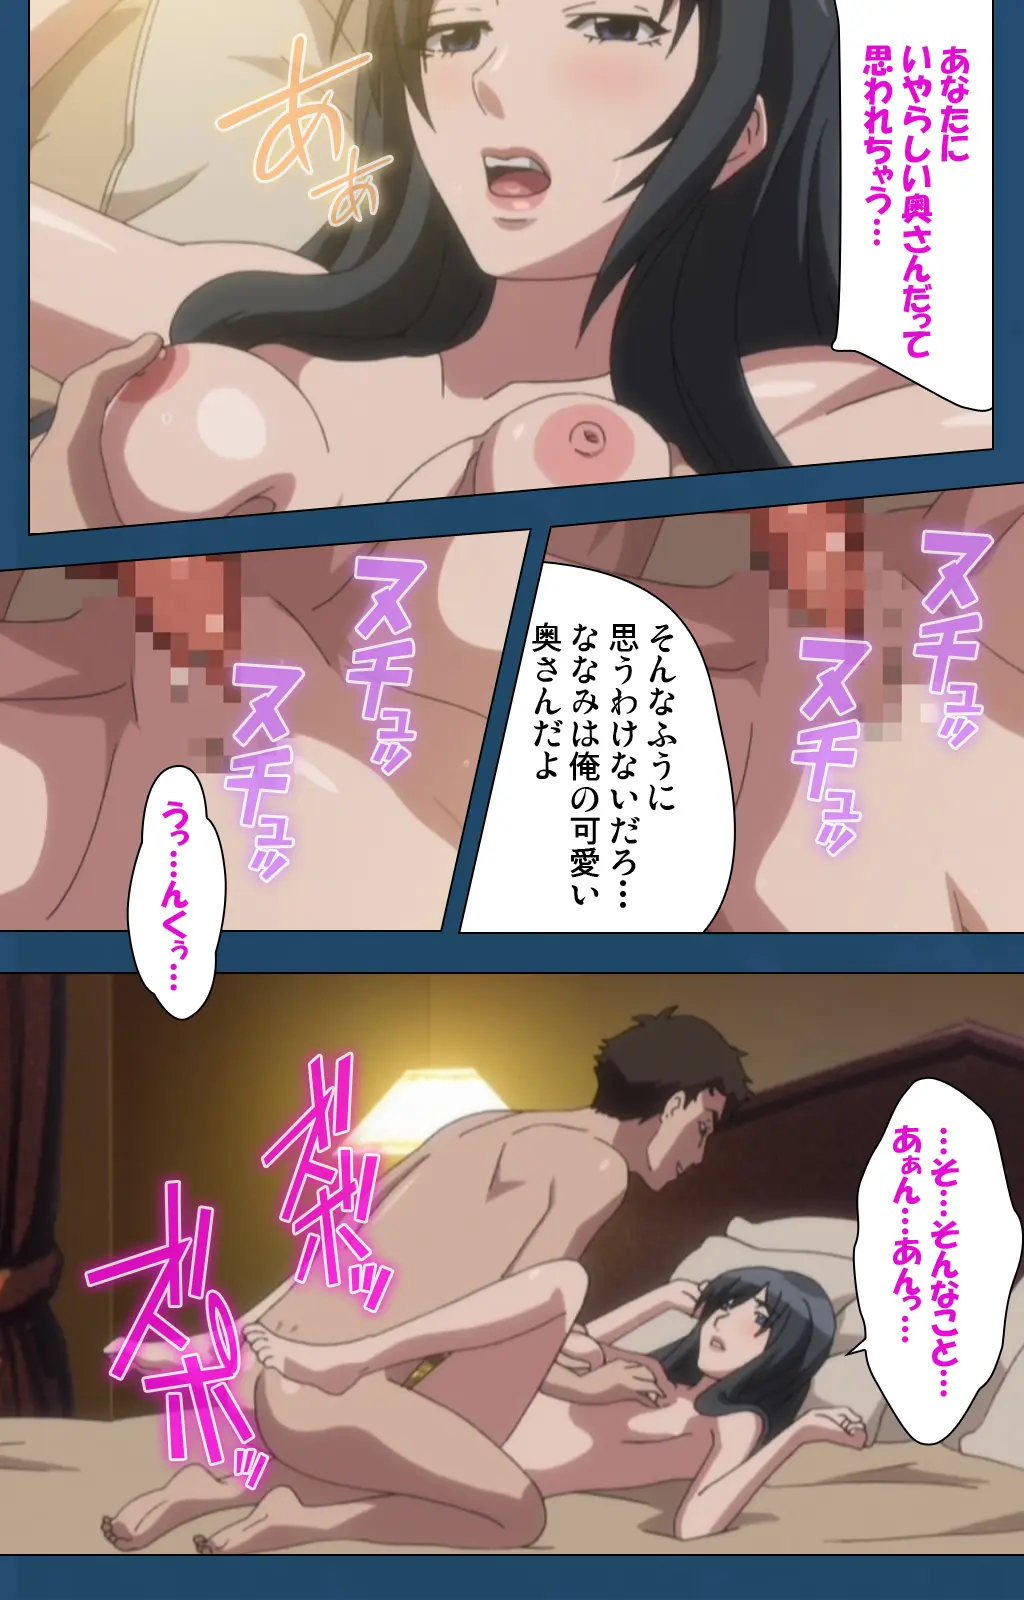 あなたに
いやらしい奥さんだって
思われちゃう…
あぁ
あぁ
そんなふうに
思うわけないだろ…
ななみは俺の可愛い
奥さんだよ
ヌチュッ
ヌチュッ
ヌチュッ
ヌチュッ
うっ…んくぅ…
…そ…そんなこと…
あぁん…あんっ…
ズボッ
ズボッ